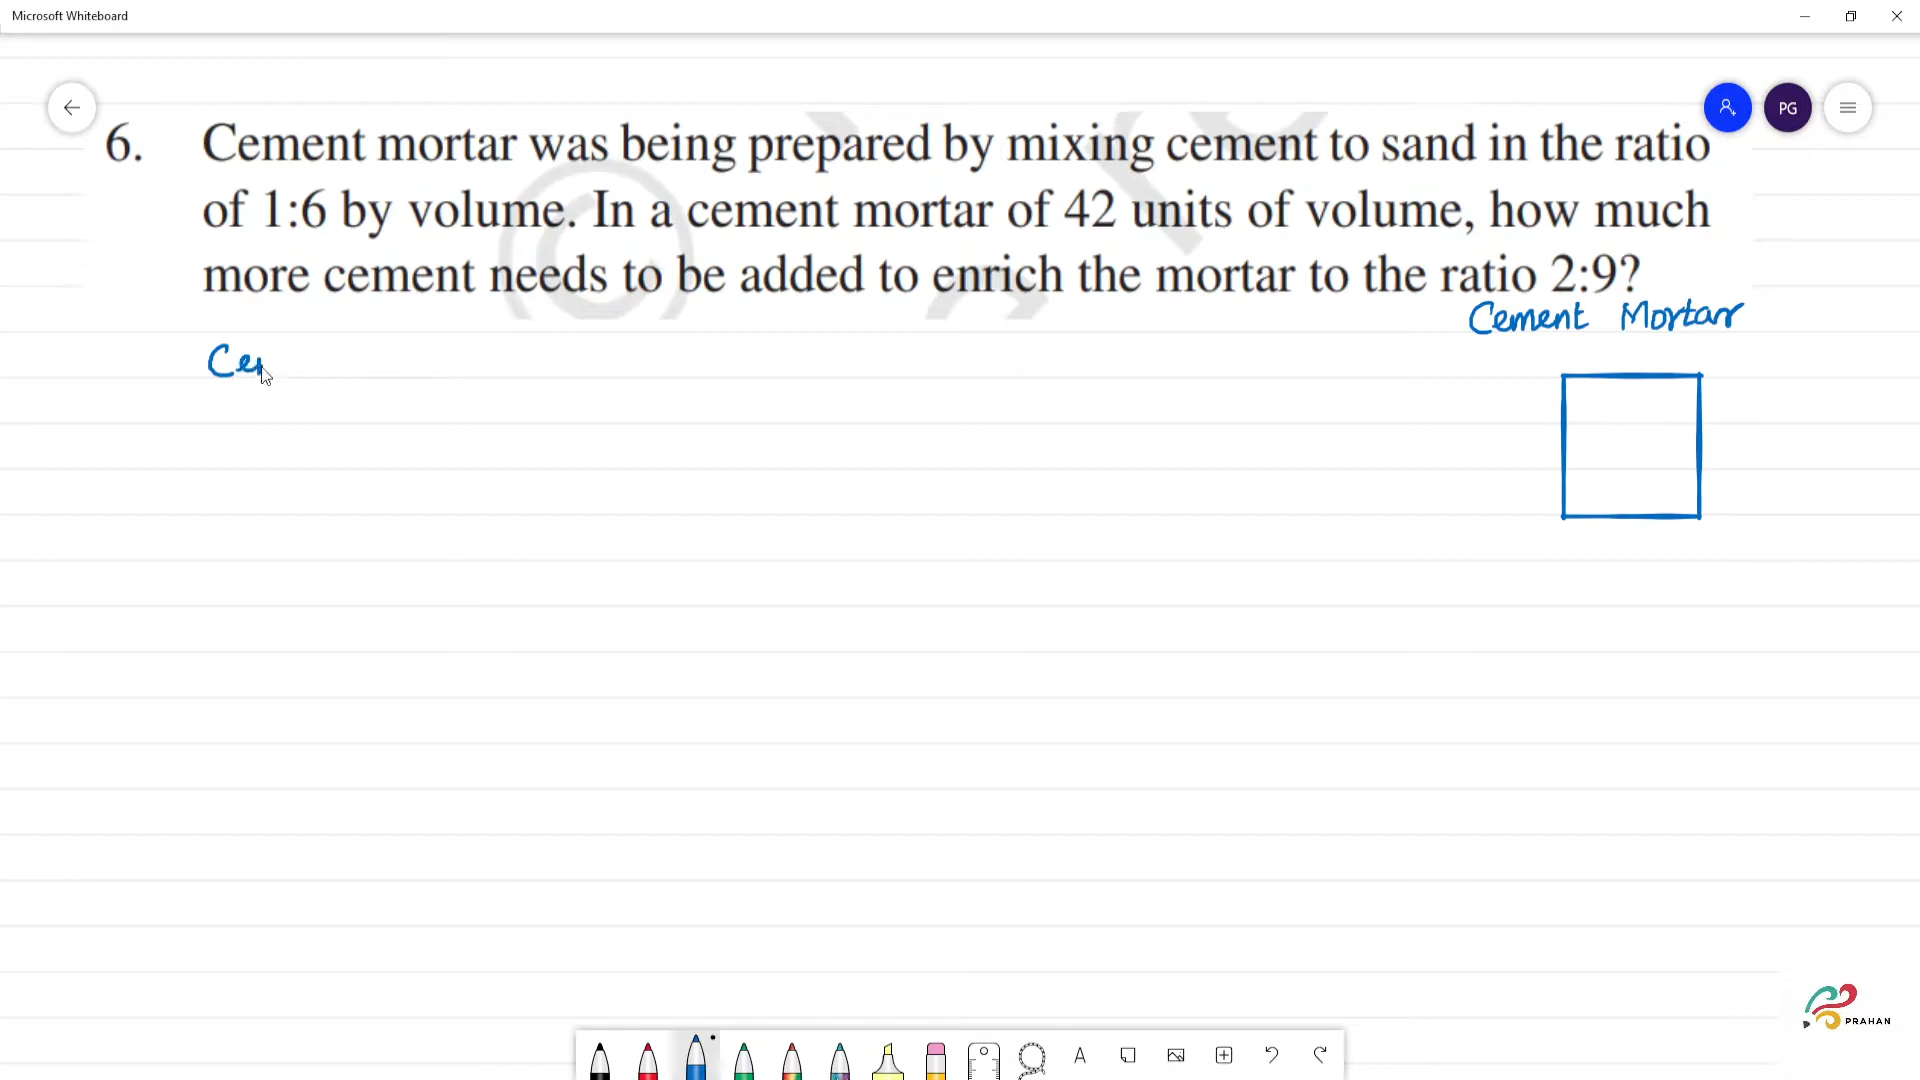 Microsoft Whiteboard
PG
6. Cement mortar was being prepared by mixing cement to sand in the ratio
of 1:6 by volume. In a cement mortar of 42 units of volume, how much
more cement needs to be added to enrich the mortar to the ratio 2:9?
Cement Mortar
Cem
A
PRAHAN